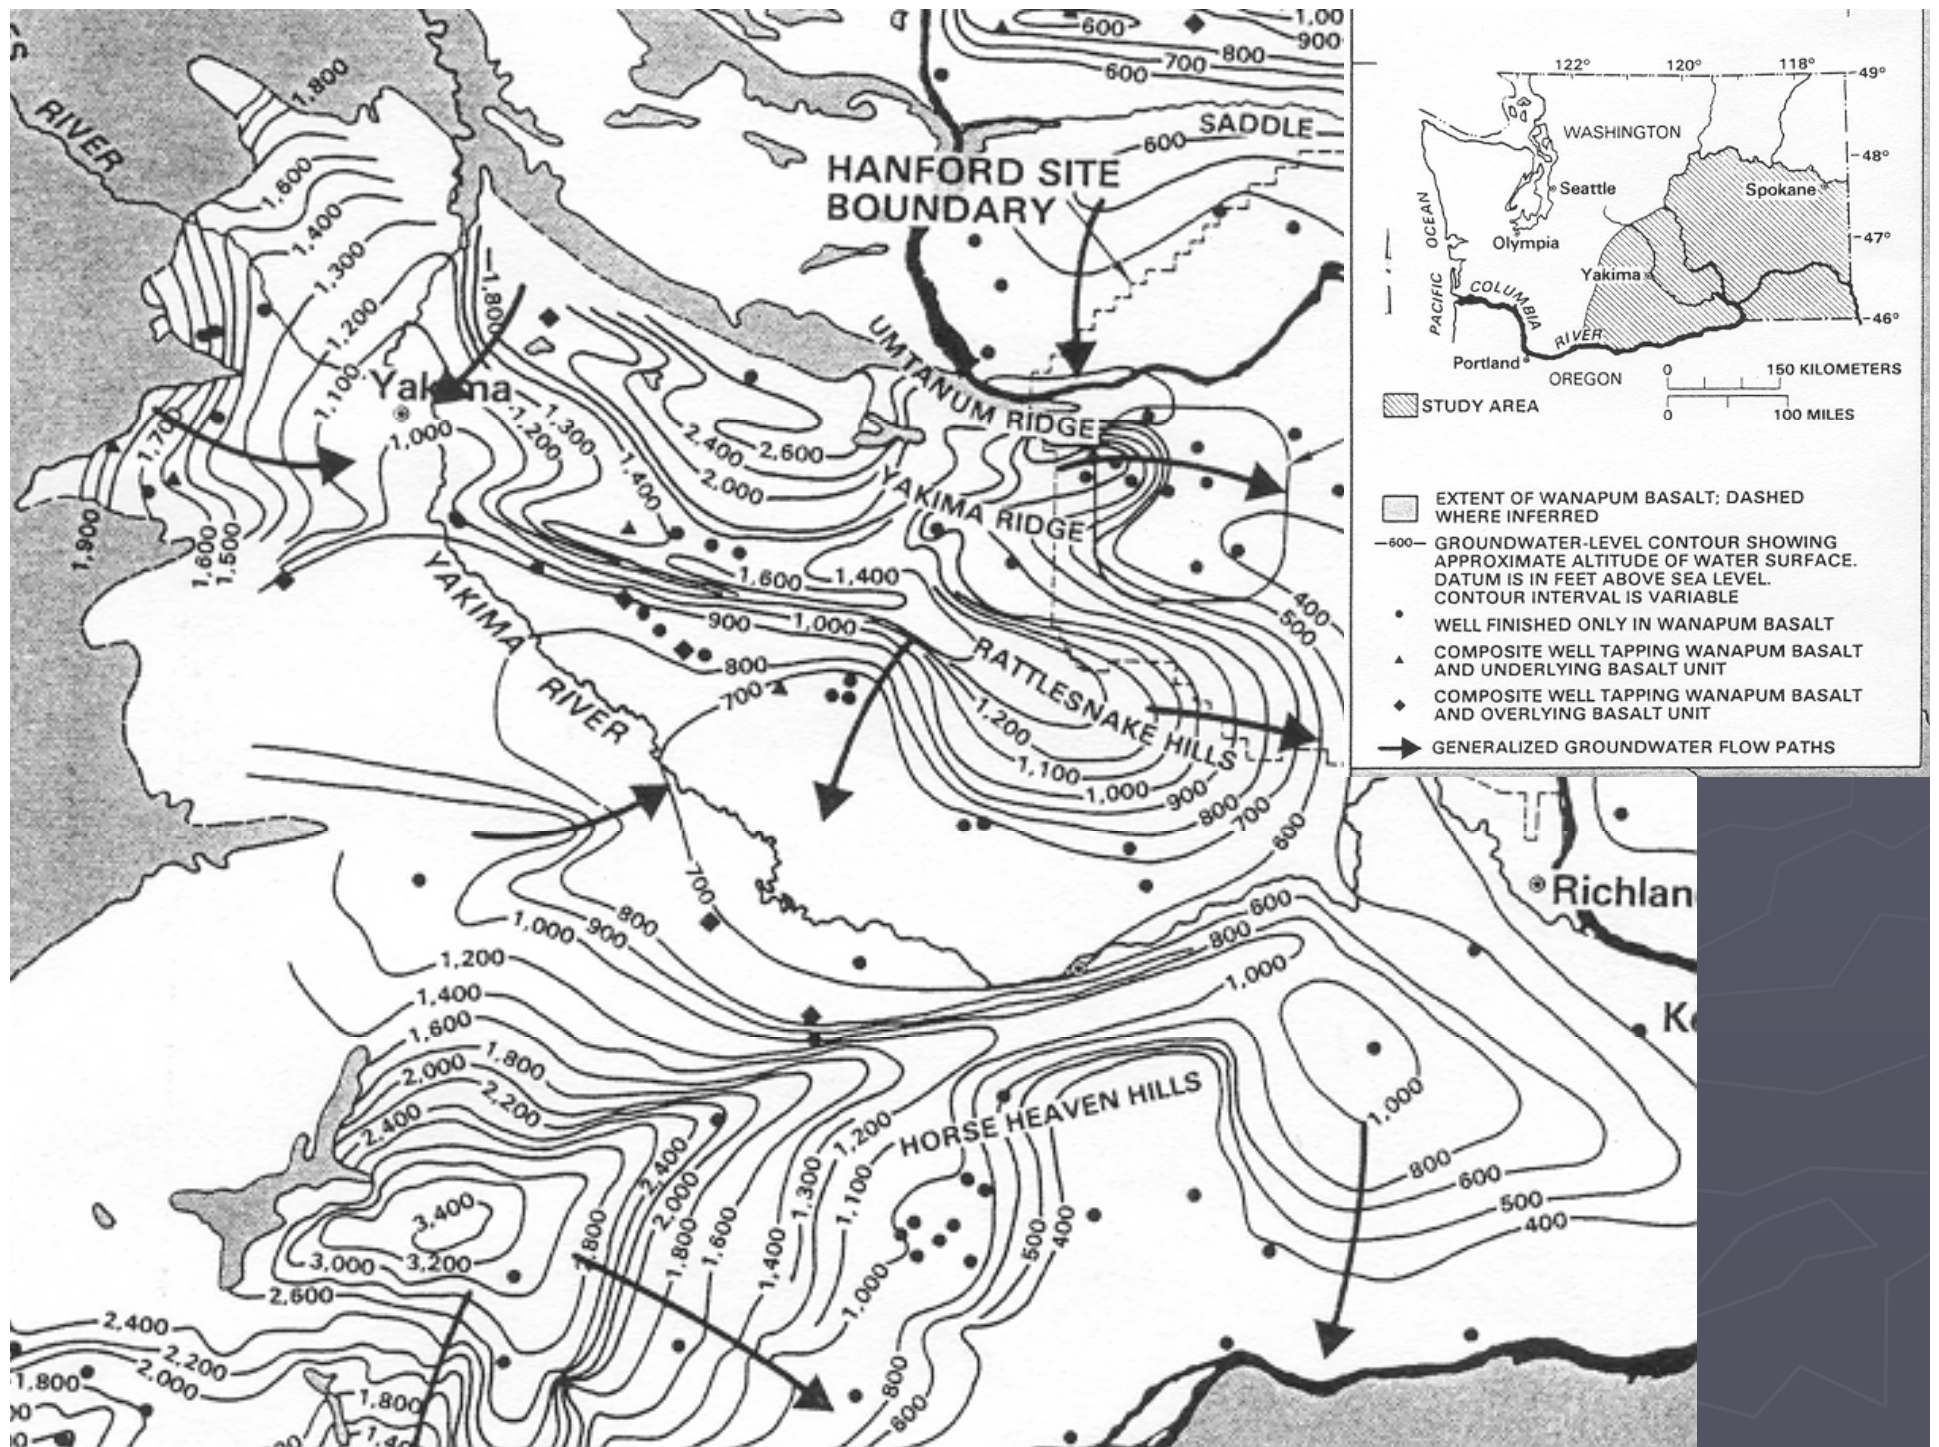 600
1,00
900
800
700
600
1,800
RIVER
SADDLE
600
HANFORD SITE
BOUNDARY
1,600
1,400
1,300
1,800
1,200
UMTANUM RIDGE
Yakima
1,100
1,000
1,200
1,300
2,400
2,600
1,400
2,000
YAKIMA RIDGE
1,900
1,600
1,500
1,600
1,400
YAKIMA
RIVER
900
1,000
400
500
800
700
RATTLESNAKE HILLS
1,200
1,100
1,000
900
800
700
600
700
Richlan
800
900
1,000
600
800
1,000
1,200
1,400
1,600
1,800
2,000
2,200
2,400
HORSE HEAVEN HILLS
1,000
1,200
1,300
1,100
2,400
2,000
2,800
1,800
1,600
1,400
1,000
500
400
800
600
500
400
3,400
3,000
3,200
2,600
2,400
2,200
2,000
1,800
1,800
800
600
122°
120°
118°
49°
48°
47°
46°
WASHINGTON
Seattle
Spokane
Olympia
Yakima
PACIFIC OCEAN
COLUMBIA
RIVER
Portland
OREGON
0 150 KILOMETERS
0 100 MILES
STUDY AREA
EXTENT OF WANAPUM BASALT; DASHED
WHERE INFERRED
—600— GROUNDWATER-LEVEL CONTOUR SHOWING
APPROXIMATE ALTITUDE OF WATER SURFACE.
DATUM IS IN FEET ABOVE SEA LEVEL.
CONTOUR INTERVAL IS VARIABLE
WELL FINISHED ONLY IN WANAPUM BASALT
COMPOSITE WELL TAPPING WANAPUM BASALT
AND UNDERLYING BASALT UNIT
COMPOSITE WELL TAPPING WANAPUM BASALT
AND OVERLYING BASALT UNIT
GENERALIZED GROUNDWATER FLOW PATHS